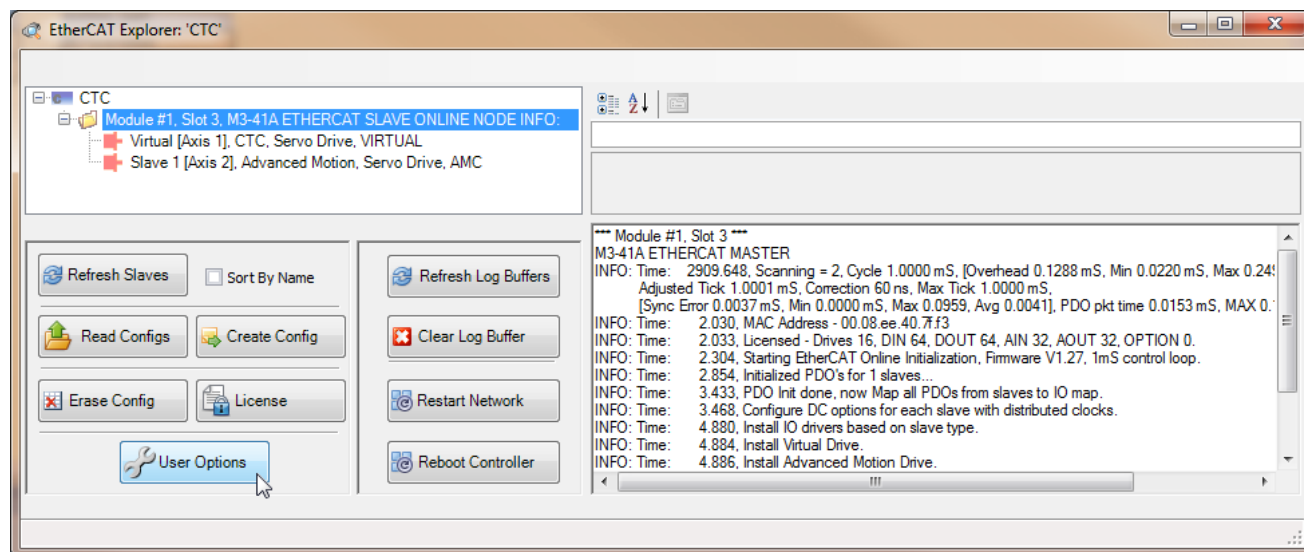 EtherCAT Explorer: 'CTC'
CTC
Module #1, Slot 3, M3-41A ETHERCAT SLAVE ONLINE NODE INFO:
Virtual [Axis 1], CTC, Servo Drive, VIRTUAL
Slave 1 [Axis 2], Advanced Motion, Servo Drive, AMC
Refresh Slaves
Sort By Name
Read Configs
Create Config
Erase Config
License
User Options
Refresh Log Buffers
Clear Log Buffer
Restart Network
Reboot Controller
*** Module #1, Slot 3 ***
M3-41A ETHERCAT MASTER
INFO: Time: 2909.648, Scanning = 2, Cycle 1.0000 mS, [Overhead 0.1288 mS, Min 0.0220 mS, Max 0.24
Adjusted Tick 1.0001 mS, Correction 60 ns, Max Tick 1.0000 mS,
[Sync Error 0.0037 mS, Min 0.0000 mS, Max 0.0959, Avg 0.0041], PDO pkt time 0.0153 mS, MAX 0.
INFO: Time: 2.030, MAC Address - 00.08.ee.40.7f.f3
INFO: Time: 2.033, Licensed - Drives 16, DIN 64, DOUT 64, AIN 32, AOUT 32, OPTION 0.
INFO: Time: 2.304, Starting EtherCAT Online Initialization, Firmware V1.27, 1mS control loop.
INFO: Time: 2.854, Initialized PDO's for 1 slaves...
INFO: Time: 3.433, PDO Init done, now Map all PDOs from slaves to IO map.
INFO: Time: 3.468, Configure DC options for each slave with distributed clocks.
INFO: Time: 4.880, Install IO drivers based on slave type.
INFO: Time: 4.884, Install Virtual Drive.
INFO: Time: 4.886, Install Advanced Motion Drive.